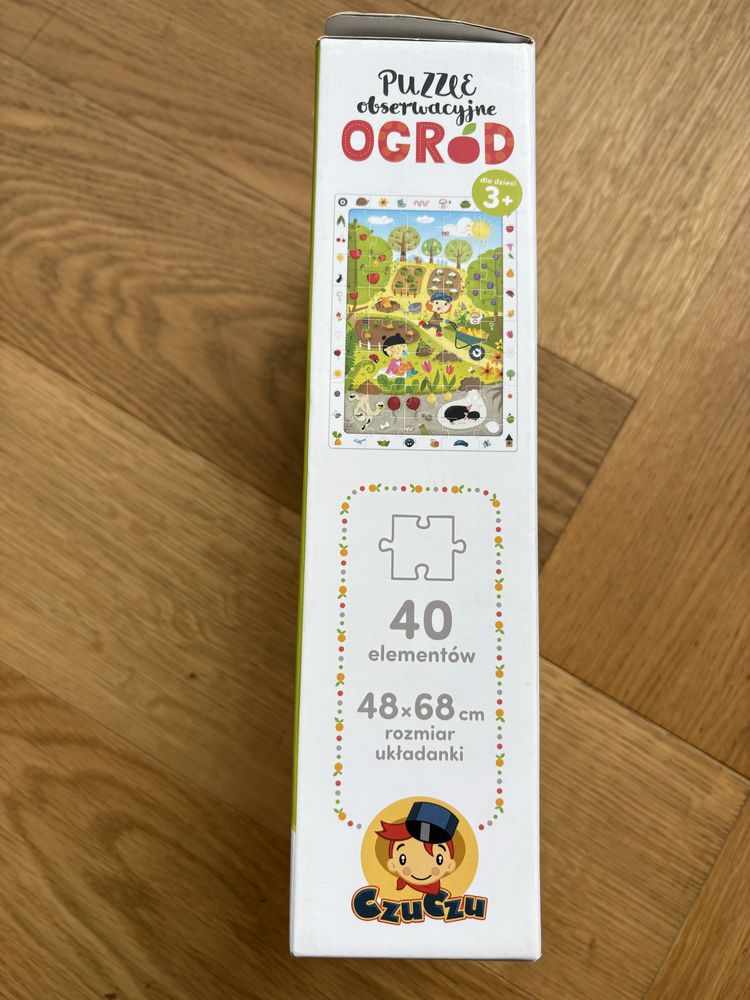 PUZZLE
obserwacyjne
OGRÓD
dla dzieci
3+
40
elementów
48×68 cm
rozmiar
układanki
CzuCzu